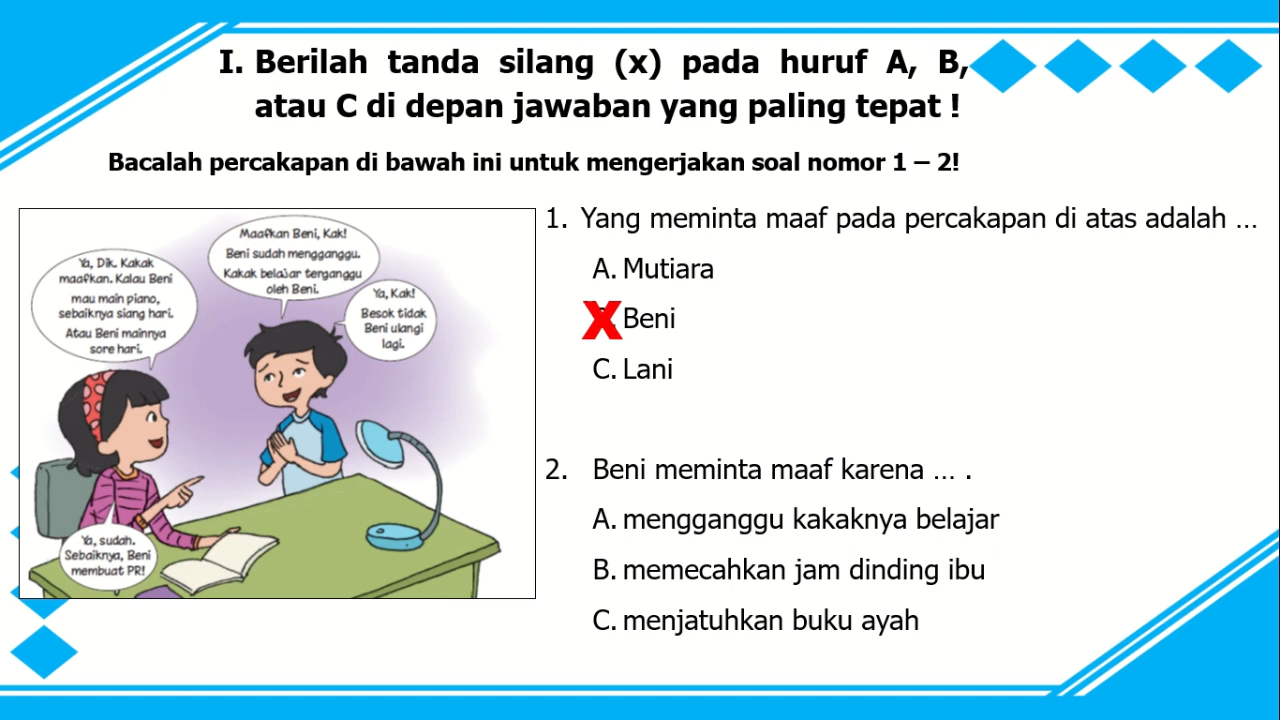 I. Berilah tanda silang (x) pada huruf A, B,
atau C di depan jawaban yang paling tepat !
Bacalah percakapan di bawah ini untuk mengerjakan soal nomor 1 – 2!
Maafkan Beni, Kak!
Beni sudah mengganggu.
Kakak belajar terganggu
oleh Beni.
Ya, Dik. Kakak
maafkan. Kalau Beni
mau main piano,
sebaiknya siang hari.
Atau Beni mainnya
sore hari.
Ya, Kak!
Besok tidak
Beni ulangi
lagi.
Ya, sudah.
Sebaiknya, Beni
membuat PR!
1. Yang meminta maaf pada percakapan di atas adalah ...
A. Mutiara
X Beni
C. Lani
2. Beni meminta maaf karena ... .
A. mengganggu kakaknya belajar
B. memecahkan jam dinding ibu
C. menjatuhkan buku ayah